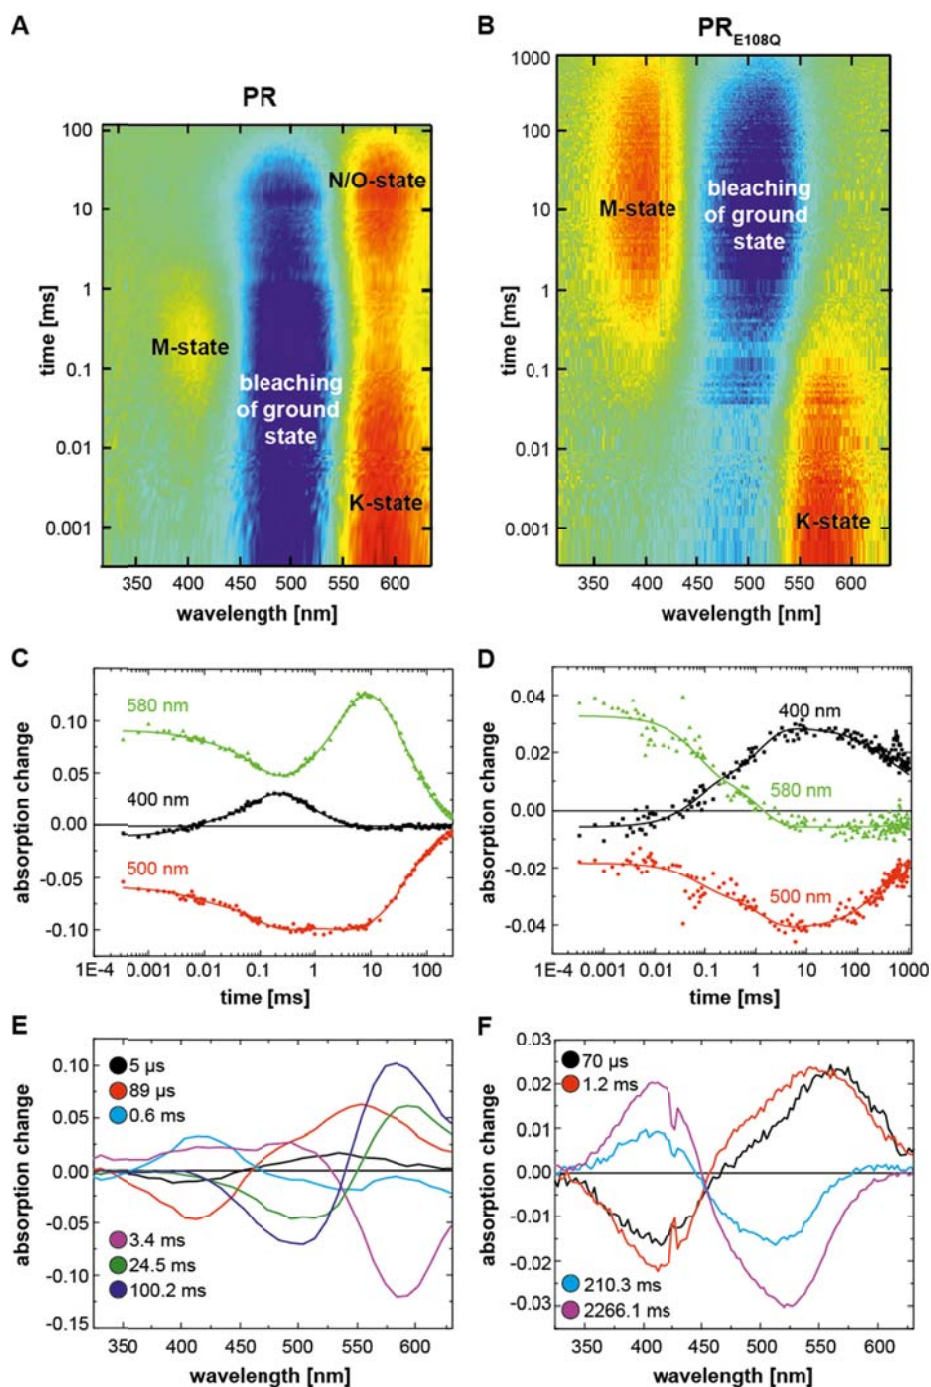 A
B
PR
PR_E108Q
1000
100
10
1
0.1
0.01
0.001
time [ms]
M-state
N/O-state
bleaching
of ground
state
K-state
350 400 450 500 550 600
wavelength [nm]
100
10
1
0.1
0.01
0.001
time [ms]
M-state
bleaching
of ground
state
K-state
350 400 450 500 550 600
wavelength [nm]
C
absorption change
0.10
0.05
0.00
-0.05
-0.10
580 nm
400 nm
500 nm
1E-4 0.001 0.01 0.1 1 10 100
time [ms]
D
absorption change
0.04
0.02
0.00
-0.02
-0.04
400 nm
580 nm
500 nm
1E-4 0.001 0.01 0.1 1 10 100 1000
time [ms]
E
absorption change
0.10
0.05
0.00
-0.05
-0.10
-0.15
5 µs
89 µs
0.6 ms
3.4 ms
24.5 ms
100.2 ms
350 400 450 500 550 600
wavelength [nm]
F
absorption change
0.03
0.02
0.01
0.00
-0.01
-0.02
-0.03
70 µs
1.2 ms
210.3 ms
2266.1 ms
350 400 450 500 550 600
wavelength [nm]